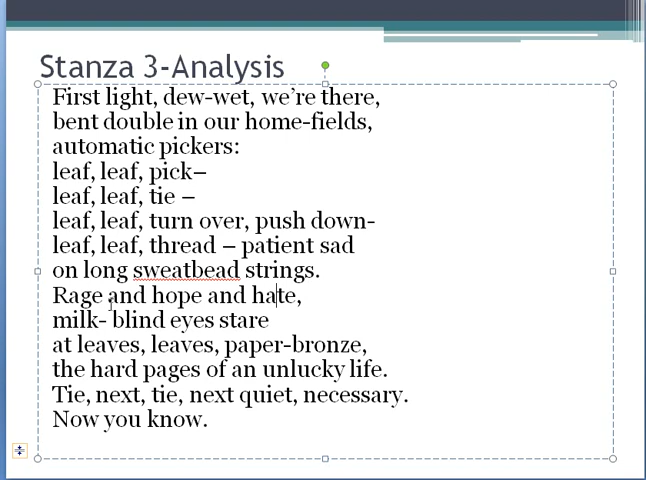 Stanza 3-Analysis
First light, dew-wet, we're there,
bent double in our home-fields,
automatic pickers:
leaf, leaf, pick–
leaf, leaf, tie –
leaf, leaf, turn over, push down-
leaf, leaf, thread – patient sad
on long sweatbead strings.
Rage and hope and hate,
milk- blind eyes stare
at leaves, leaves, paper-bronze,
the hard pages of an unlucky life.
Tie, next, tie, next quiet, necessary.
Now you know.